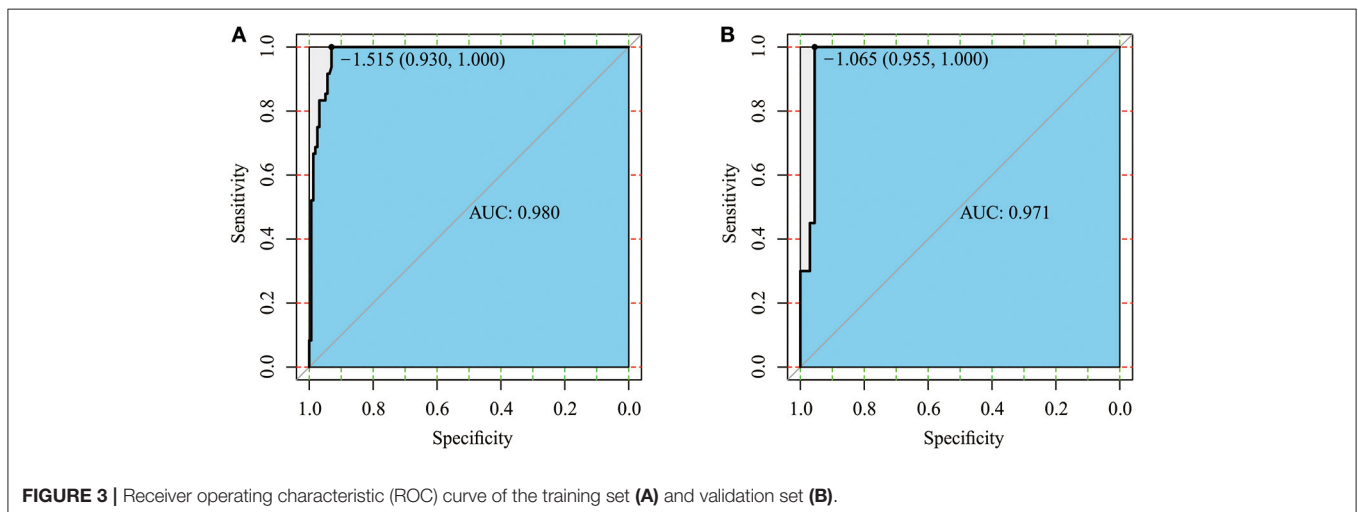 A
−1.515 (0.930, 1.000)
AUC: 0.980
Sensitivity
1.0
0.8
0.6
0.4
0.2
0.0
1.0 0.8 0.6 0.4 0.2 0.0
Specificity
B
−1.065 (0.955, 1.000)
AUC: 0.971
Sensitivity
1.0
0.8
0.6
0.4
0.2
0.0
1.0 0.8 0.6 0.4 0.2 0.0
Specificity
FIGURE 3 | Receiver operating characteristic (ROC) curve of the training set (A) and validation set (B).